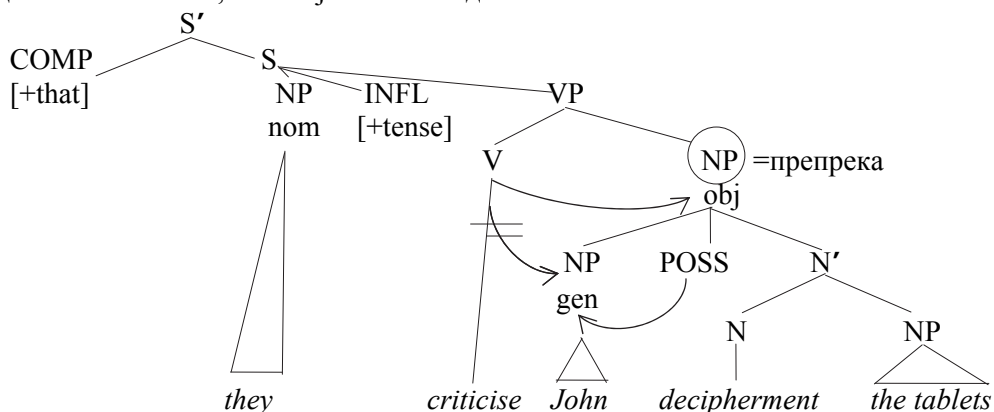 S′
COMP
[+that]
S
NP
nom
INFL
[+tense]
VP
V
NP =препрека
obj
NP
gen
POSS
N′
N
NP
they criticise John decipherment the tablets